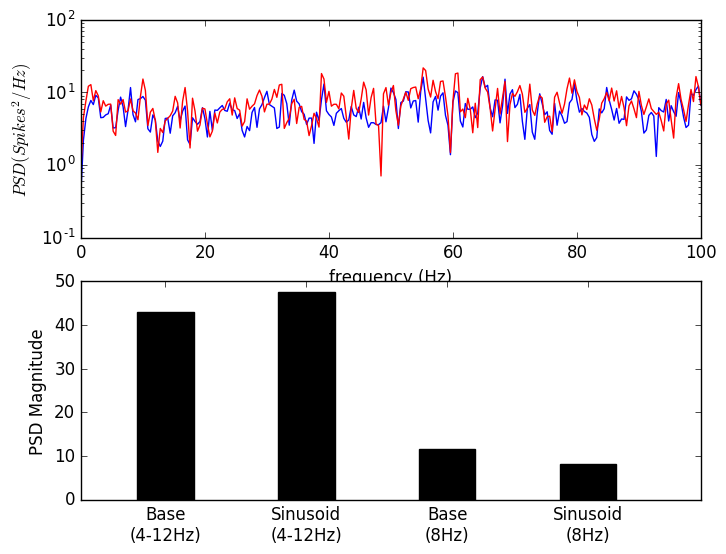 10^2
10^1
10^0
10^-1
PSD(Spikes^2/Hz)
0 20 40 60 80 100
frequency (Hz)
50
40
30
20
10
0
PSD Magnitude
Base Sinusoid Base Sinusoid
(4-12Hz) (4-12Hz) (8Hz) (8Hz)